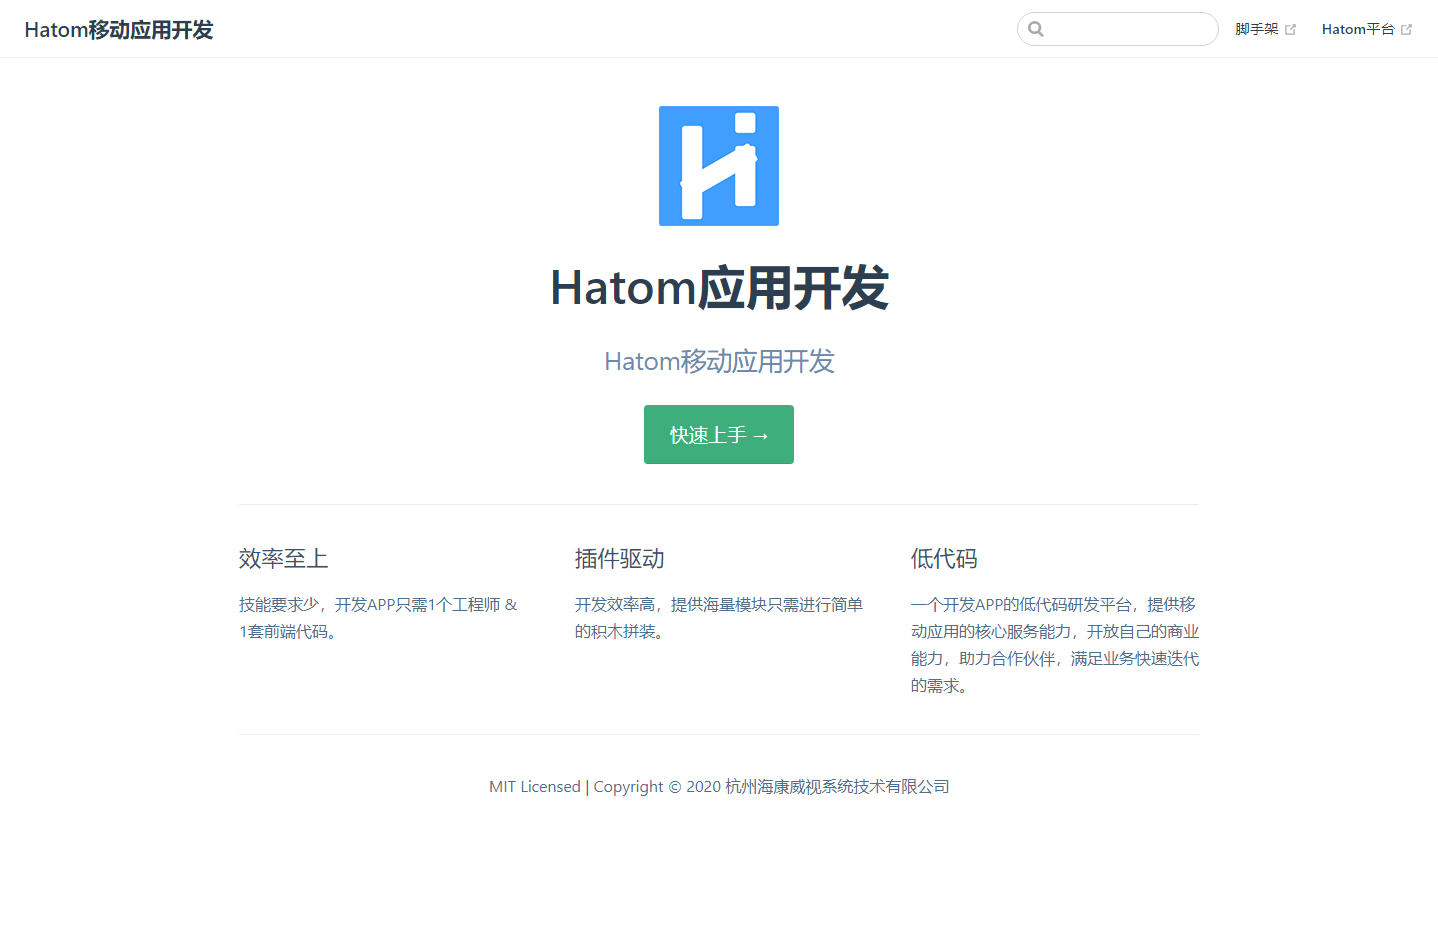 Hatom移动应用开发
脚手架
Hatom平台
Hatom应用开发
Hatom移动应用开发
快速上手 →
效率至上
技能要求少，开发APP只需1个工程师 &
1套前端代码。
插件驱动
开发效率高，提供海量模块只需进行简单
的积木拼装。
低代码
一个开发APP的低代码研发平台，提供移
动应用的核心服务能力，开放自己的商业
能力，助力合作伙伴，满足业务快速迭代
的需求。
MIT Licensed | Copyright © 2020 杭州海康威视系统技术有限公司